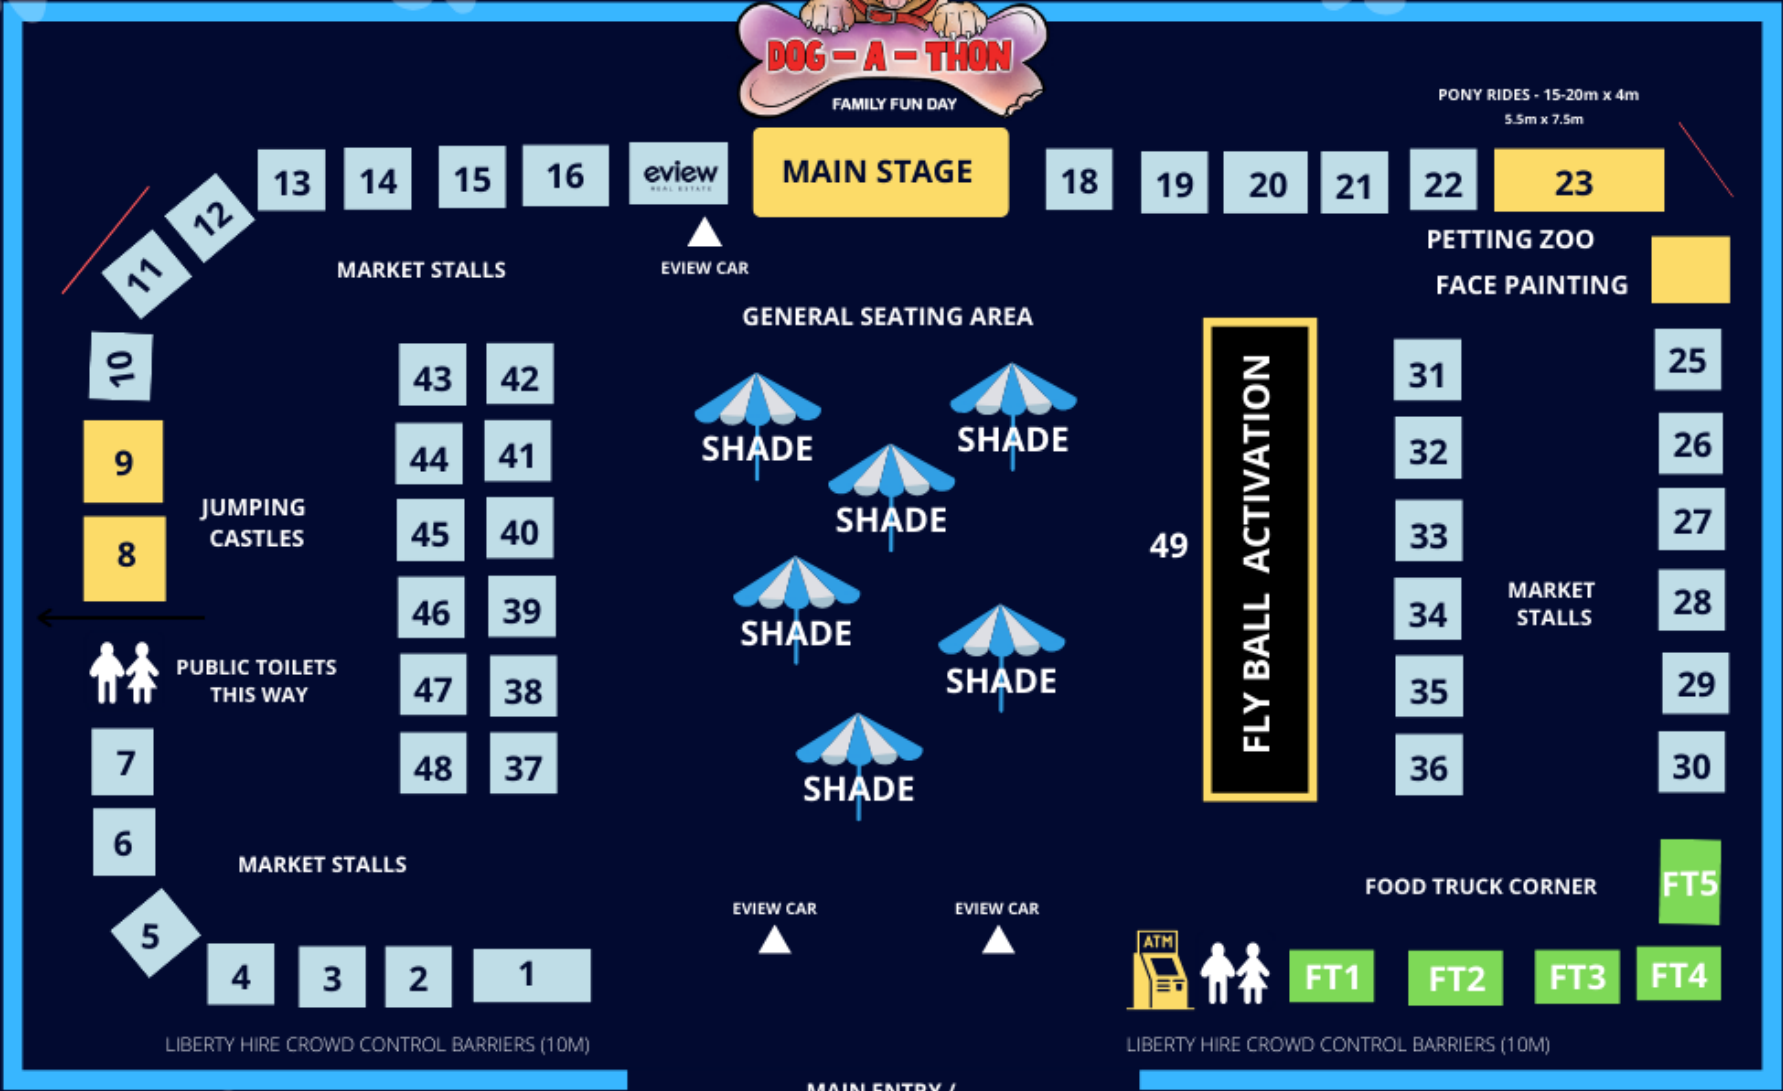 DOG - A - THON
FAMILY FUN DAY
PONY RIDES - 15-20m x 4m
5.5m x 7.5m
13
14
15
16
eview
REAL ESTATE
MAIN STAGE
18
19
20
21
22
23
12
11
MARKET STALLS
EVIEW CAR
PETTING ZOO
FACE PAINTING
GENERAL SEATING AREA
10
9
8
JUMPING
CASTLES
43
42
44
41
45
40
46
39
47
38
48
37
SHADE
SHADE
SHADE
SHADE
SHADE
SHADE
49
FLY BALL ACTIVATION
31
32
33
34
35
36
MARKET
STALLS
25
26
27
28
29
30
PUBLIC TOILETS
THIS WAY
7
6
5
MARKET STALLS
4
3
2
1
EVIEW CAR
EVIEW CAR
FOOD TRUCK CORNER
FT5
ATM
FT1
FT2
FT3
FT4
LIBERTY HIRE CROWD CONTROL BARRIERS (10M)
LIBERTY HIRE CROWD CONTROL BARRIERS (10M)
MAIN ENTRY /